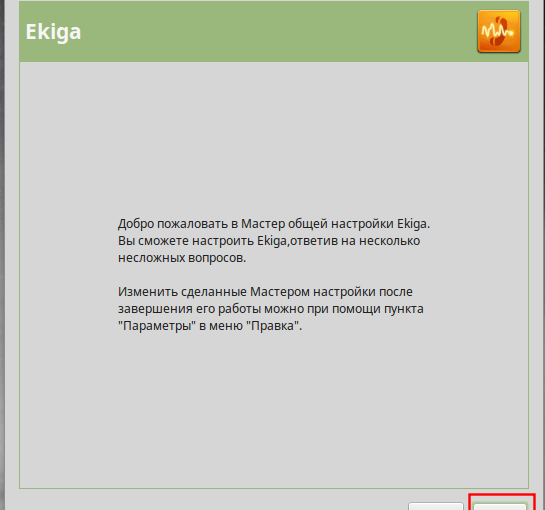 Ekiga
Добро пожаловать в Мастер общей настройки Ekiga.
Вы сможете настроить Ekiga,ответив на несколько
несложных вопросов.
Изменить сделанные Мастером настройки после
завершения его работы можно при помощи пункта
"Параметры" в меню "Правка".